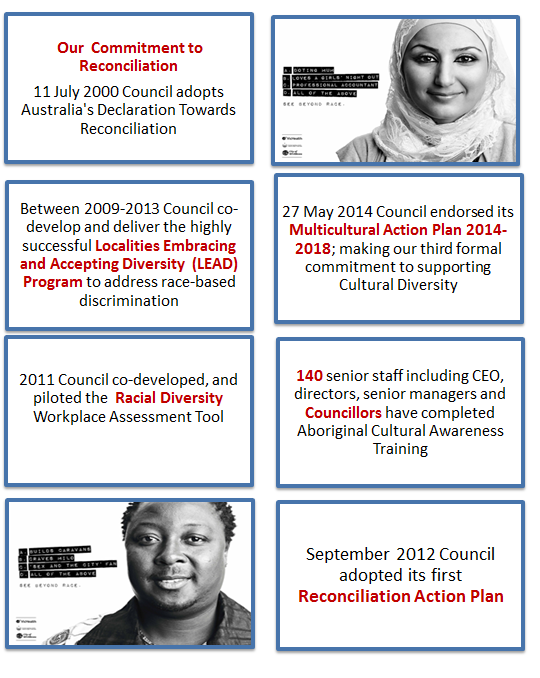 Our Commitment to
Reconciliation
11 July 2000 Council adopts
Australia's Declaration Towards
Reconciliation
A. DOTING MUM
B. LOVES A GIRLS' NIGHT OUT
C. PROFESSIONAL ACCOUNTANT
D. ALL OF THE ABOVE
SEE BEYOND RACE.
Between 2009-2013 Council co-
develop and deliver the highly
successful Localities Embracing
and Accepting Diversity (LEAD)
Program to address race-based
discrimination
27 May 2014 Council endorsed its
Multicultural Action Plan 2014-
2018; making our third formal
commitment to supporting
Cultural Diversity
2011 Council co-developed, and
piloted the Racial Diversity
Workplace Assessment Tool
140 senior staff including CEO,
directors, senior managers and
Councillors have completed
Aboriginal Cultural Awareness
Training
A. BUILDS CARAVANS
B. CRAVES MILO
C. 'SEX AND THE CITY' FAN
D. ALL OF THE ABOVE
SEE BEYOND RACE.
September 2012 Council
adopted its first
Reconciliation Action Plan